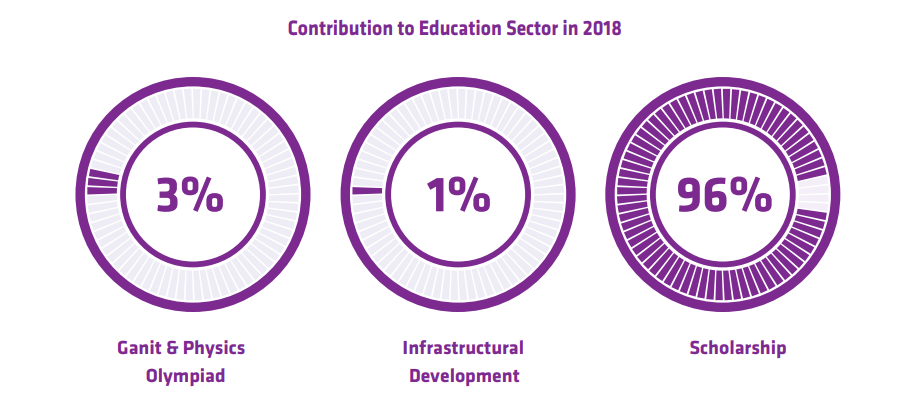 Contribution to Education Sector in 2018
3%
1%
96%
Ganit & Physics
Olympiad
Infrastructural
Development
Scholarship